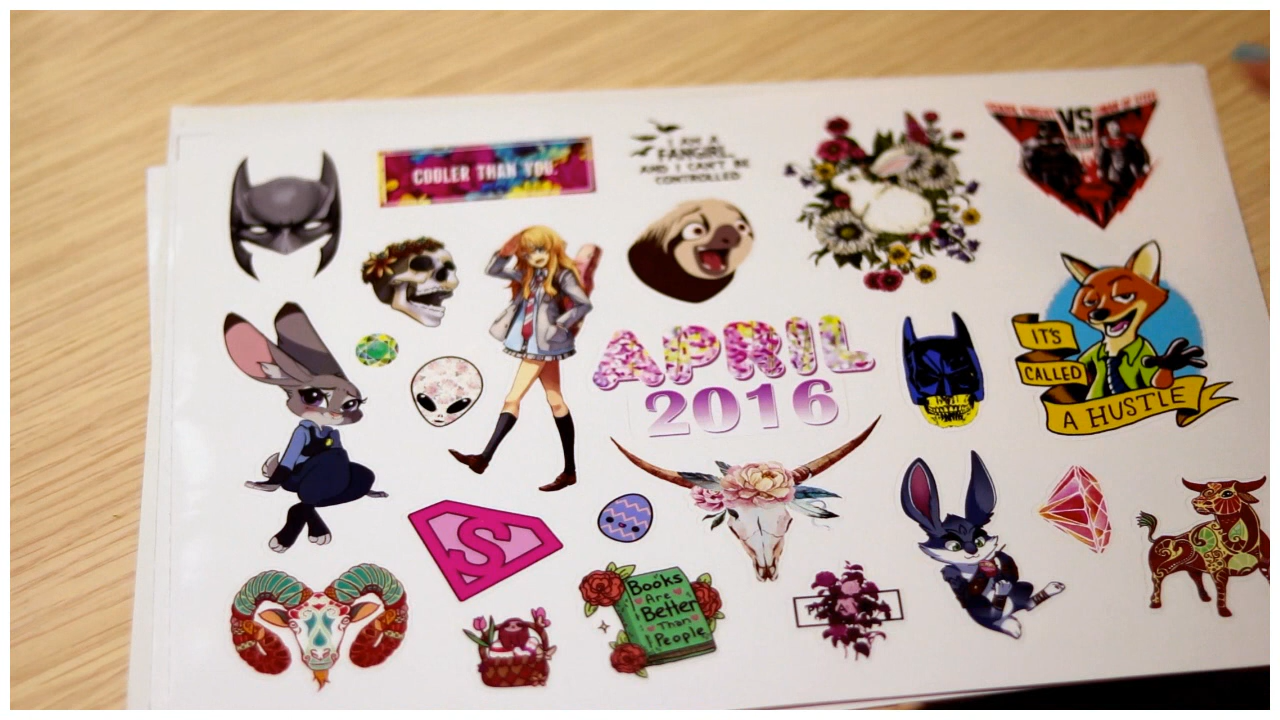 COOLER THAN YOU.
I AM A
FANGIRL
AND I CAN'T BE
CONTROLLED
VS
APRIL
2016
IT'S
CALLED
A HUSTLE
S
Books
Are
Better
Than
People